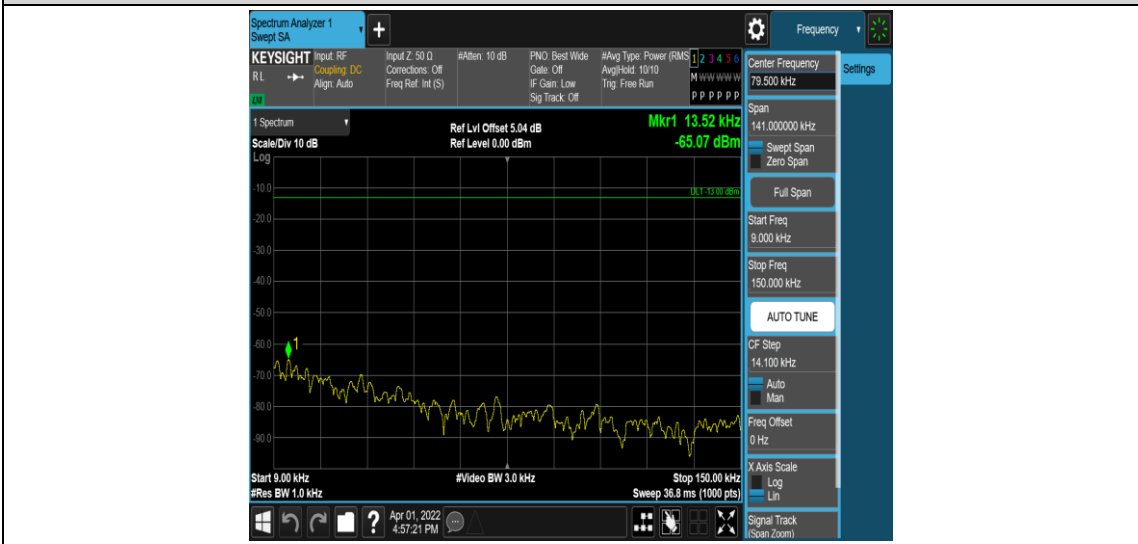 Spectrum Analyzer 1
Swept SA
+
Frequency
KEYSIGHT
RL
LXI
Input: RF
Coupling: DC
Align: Auto
Input Z: 50 Ω
Corrections: Off
Freq Ref: Int (S)
#Atten: 10 dB
PNO: Best Wide
Gate: Off
IF Gain: Low
Sig Track: Off
#Avg Type: Power (RMS
Avg|Hold: 10/10
Trig: Free Run
1 2 3 4 5 6
M W W W W W
P P P P P P
1 Spectrum
Scale/Div 10 dB
Log
Ref Lvl Offset 5.04 dB
Ref Level 0.00 dBm
Mkr1 13.52 kHz
-65.07 dBm
DL1 -13.00 dBm
-10.0
-20.0
-30.0
-40.0
-50.0
-60.0
-70.0
-80.0
-90.0
1
Start 9.00 kHz
#Res BW 1.0 kHz
#Video BW 3.0 kHz
Stop 150.00 kHz
Sweep 36.8 ms (1000 pts)
Center Frequency
79.500 kHz
Settings
Span
141.000000 kHz
Swept Span
Zero Span
Full Span
Start Freq
9.000 kHz
Stop Freq
150.000 kHz
AUTO TUNE
CF Step
14.100 kHz
Auto
Man
Freq Offset
0 Hz
X Axis Scale
Log
Lin
Signal Track
(Span Zoom)
?
Apr 01, 2022
4:57:21 PM